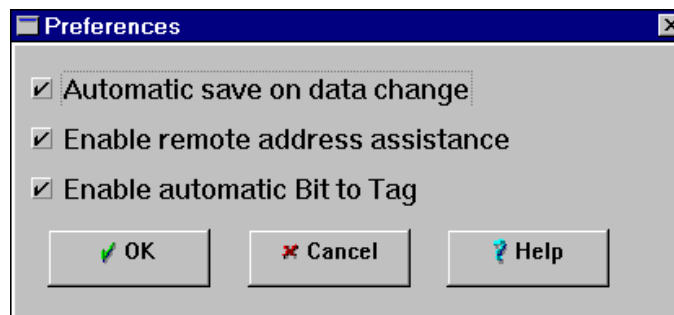 Preferences
Automatic save on data change
Enable remote address assistance
Enable automatic Bit to Tag
OK Cancel Help